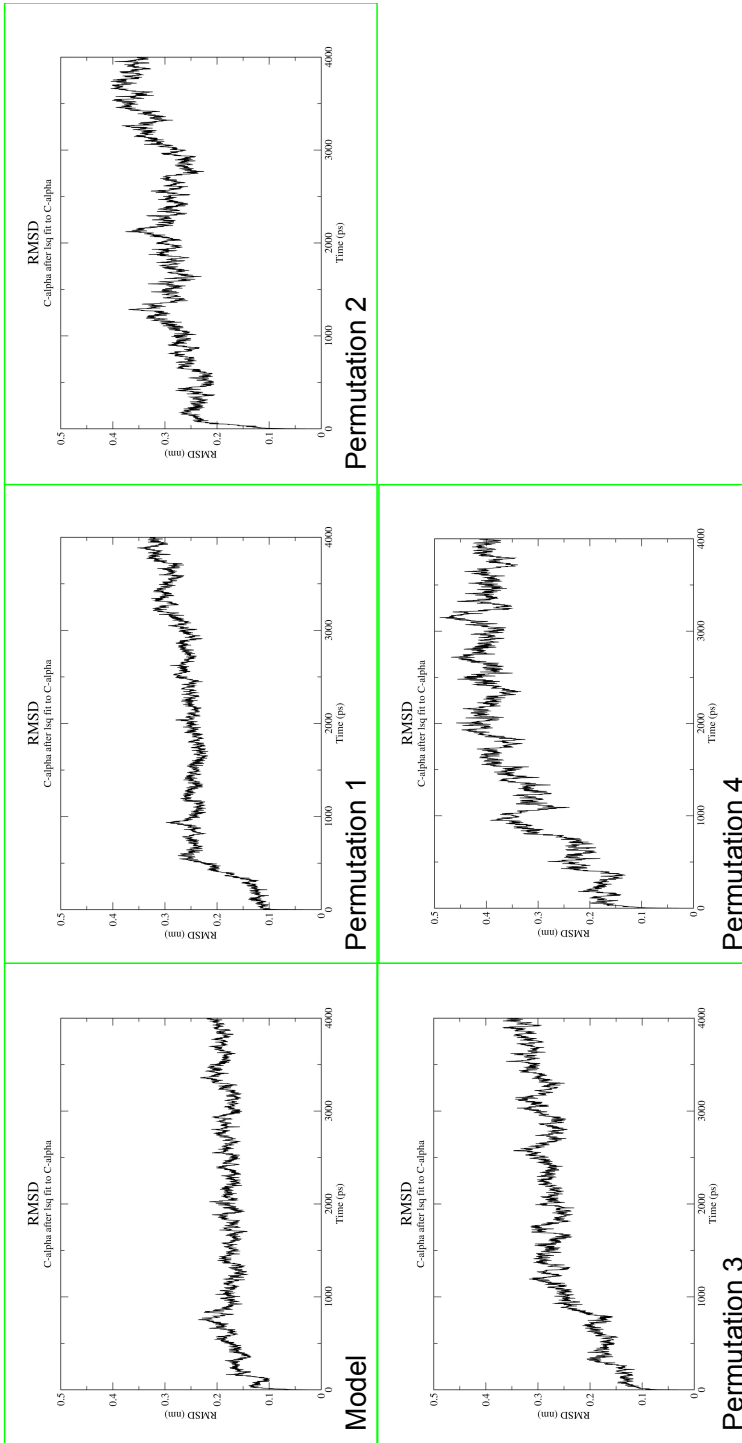 RMSD
C-alpha after lsq fit to C-alpha
RMSD (nm)
0.5
0.4
0.3
0.2
0.1
0
0 1000 2000 3000 4000
Time (ps)
Model
RMSD
C-alpha after lsq fit to C-alpha
RMSD (nm)
0.5
0.4
0.3
0.2
0.1
0
0 1000 2000 3000 4000
Time (ps)
Permutation 1
RMSD
C-alpha after lsq fit to C-alpha
RMSD (nm)
0.5
0.4
0.3
0.2
0.1
0
0 1000 2000 3000 4000
Time (ps)
Permutation 2
RMSD
C-alpha after lsq fit to C-alpha
RMSD (nm)
0.5
0.4
0.3
0.2
0.1
0
0 1000 2000 3000 4000
Time (ps)
Permutation 3
RMSD
C-alpha after lsq fit to C-alpha
RMSD (nm)
0.5
0.4
0.3
0.2
0.1
0
0 1000 2000 3000 4000
Time (ps)
Permutation 4